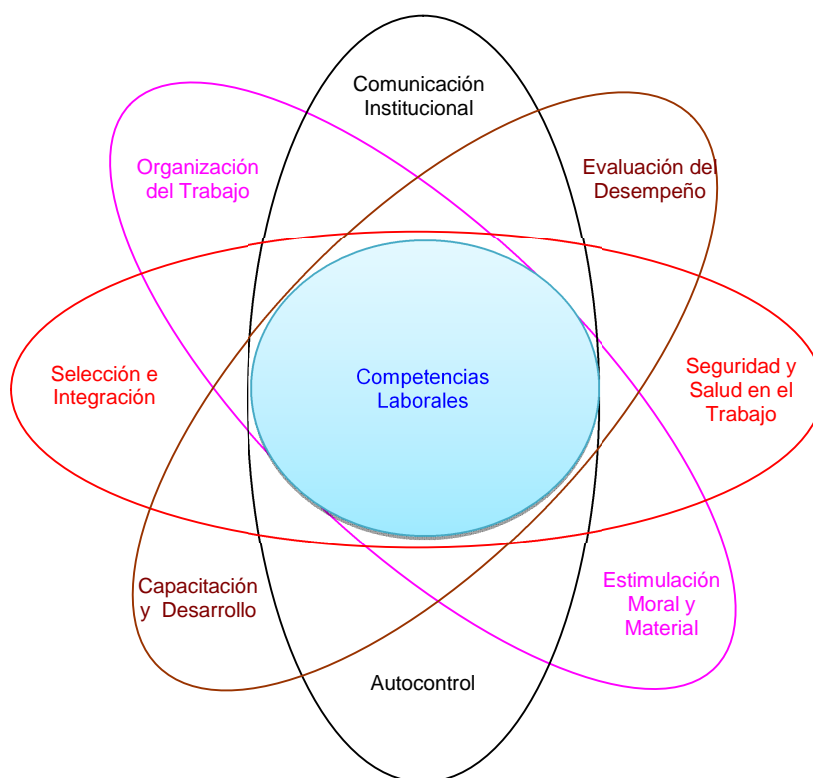 Comunicación
Institucional
Organización
del Trabajo
Evaluación del
Desempeño
Selección e
Integración
Competencias
Laborales
Seguridad y
Salud en el
Trabajo
Capacitación
y Desarrollo
Estimulación
Moral y
Material
Autocontrol